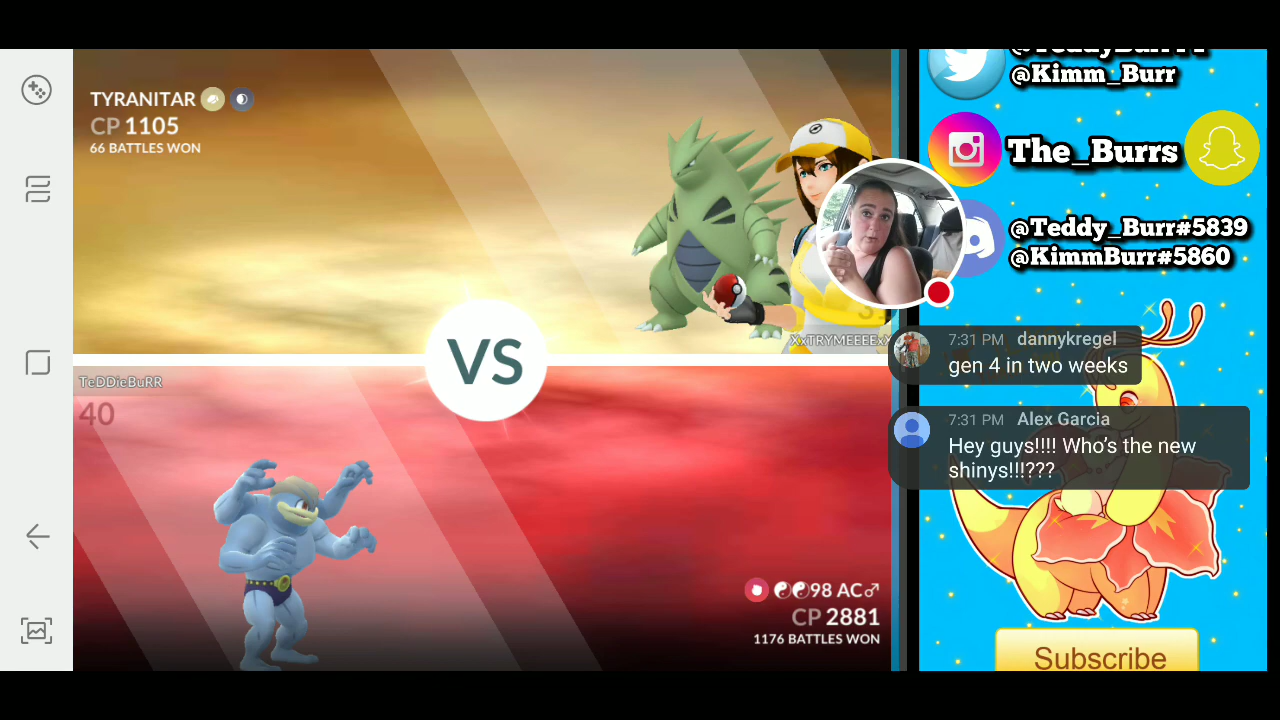 TYRANITAR
CP 1105
66 BATTLES WON
XxTRYMEEEEx
VS
TeDDieBuRR
40
98 AC♂
CP 2881
1176 BATTLES WON
@Kimm_Burr
The_Burrs
@Teddy_Burr#5839
@KimmBurr#5860
7:31 PM dannykregel
gen 4 in two weeks
7:31 PM Alex Garcia
Hey guys!!!! Who's the new
shinys!!!???
Subscribe